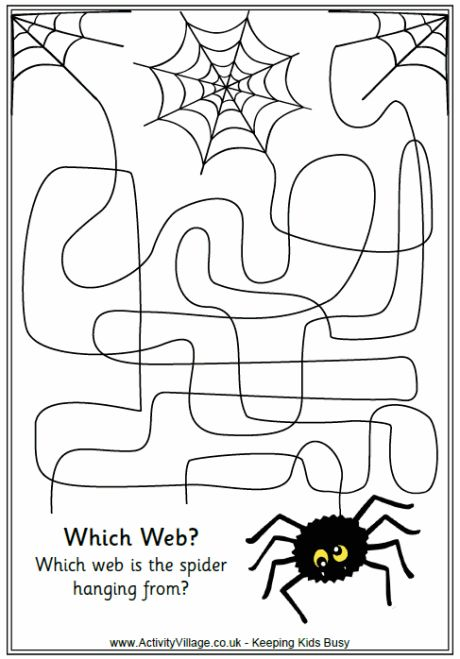 Which Web?
Which web is the spider
hanging from?
www.ActivityVillage.co.uk - Keeping Kids Busy